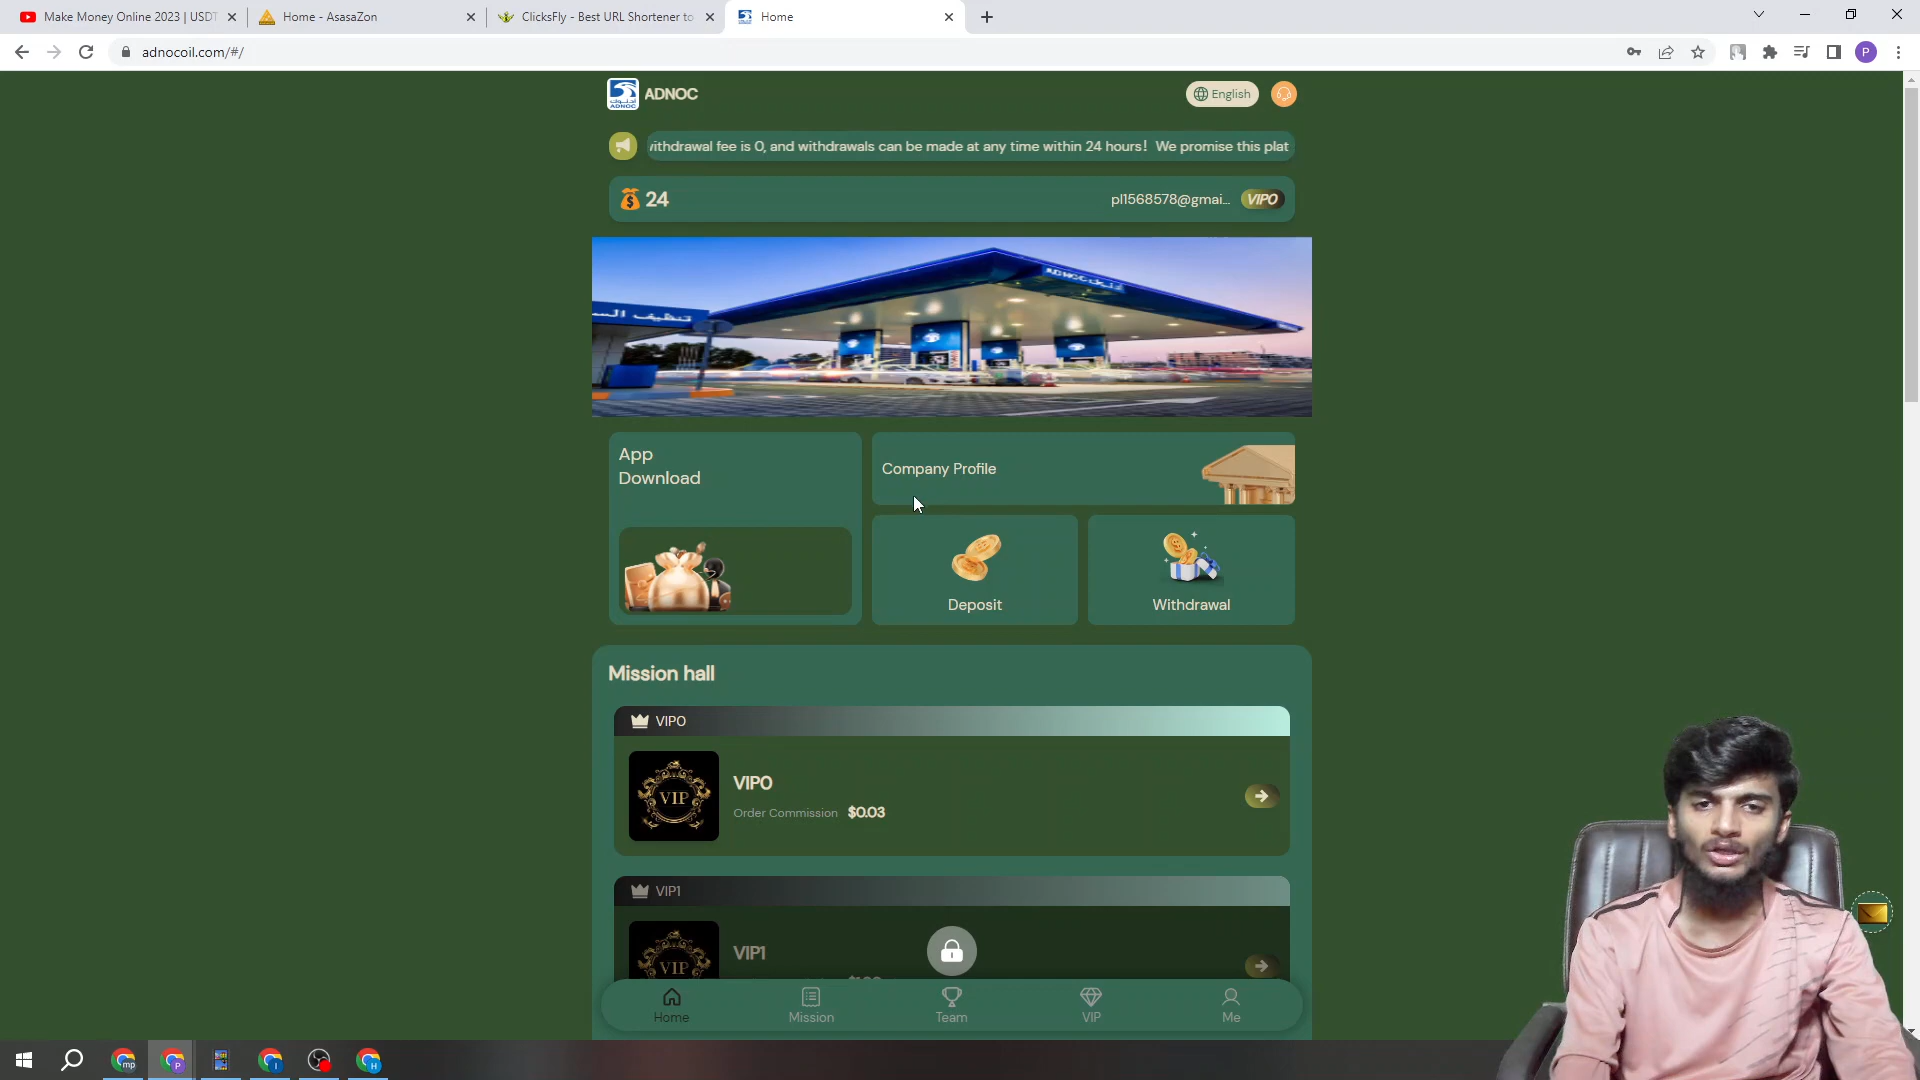 Make Money Online 2023 | USDT
Home - AsasaZon
ClicksFly - Best URL Shortener to
Home
adnocoil.com/#/
P
ADNOC
English
withdrawal fee is 0, and withdrawals can be made at any time within 24 hours! We promise this plat
24
pl1568578@gmai...
VIP0
تنظيف الس
App
Download
Company Profile
Deposit
Withdrawal
Mission hall
VIP0
VIP
VIP0
Order Commission $0.03
VIP1
VIP
VIP1
Home
Mission
Team
VIP
Me